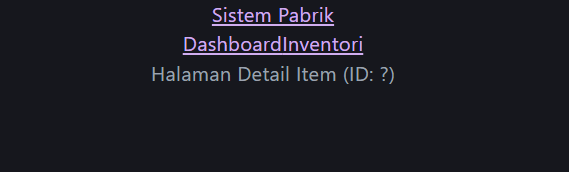 Sistem Pabrik
DashboardInventori
Halaman Detail Item (ID: ?)